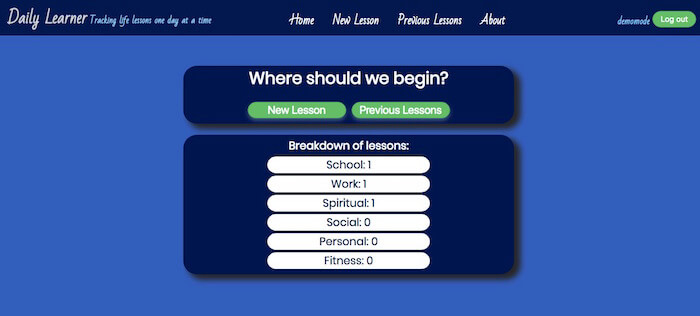 Daily Learner Tracking life lessons one day at a time Home New Lesson Previous Lessons About demomode Log out
Where should we begin?
New Lesson Previous Lessons
Breakdown of lessons:
School: 1
Work: 1
Spiritual: 1
Social: 0
Personal: 0
Fitness: 0